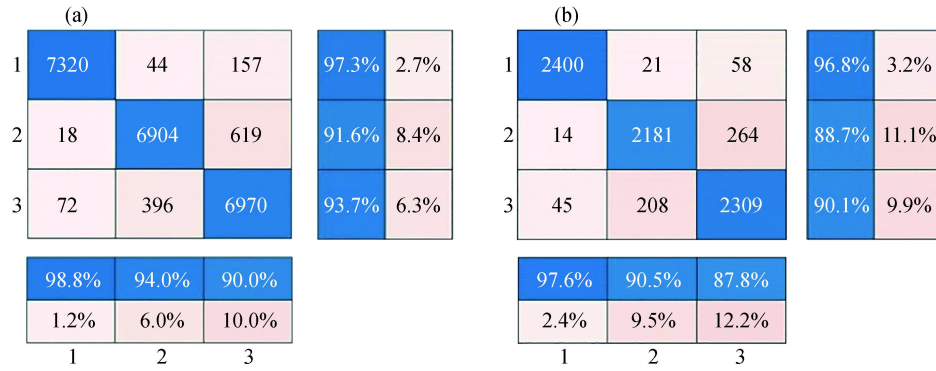 (a) (b)
1 7320 44 157 97.3% 2.7% 1 2400 21 58 96.8% 3.2%
2 18 6904 619 91.6% 8.4% 2 14 2181 264 88.7% 11.1%
3 72 396 6970 93.7% 6.3% 3 45 208 2309 90.1% 9.9%
98.8% 94.0% 90.0% 97.6% 90.5% 87.8%
1.2% 6.0% 10.0% 2.4% 9.5% 12.2%
1 2 3 1 2 3